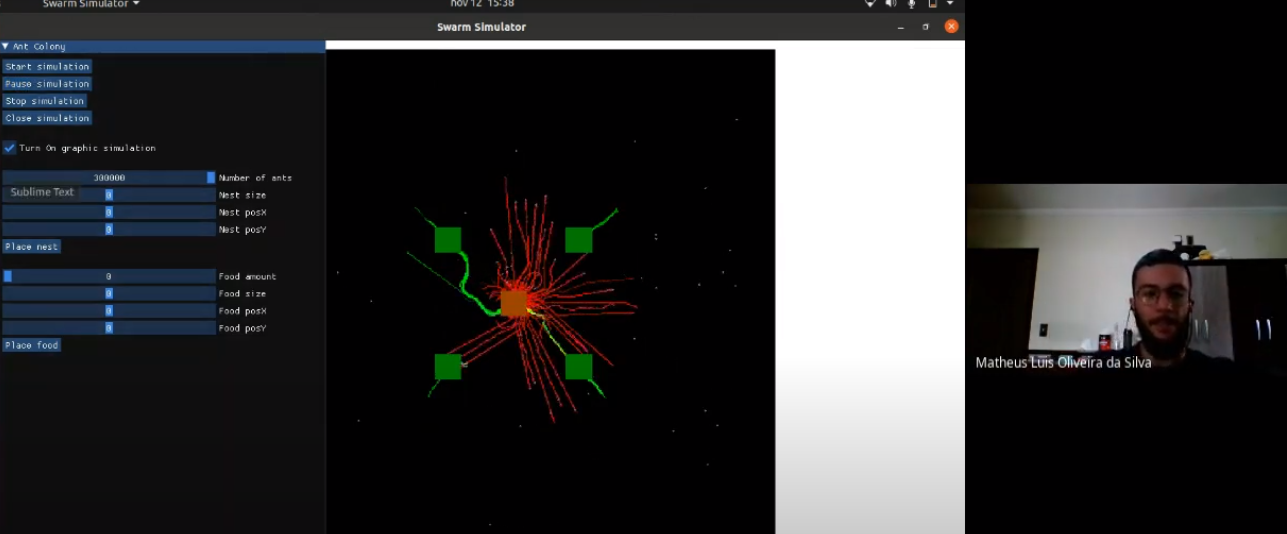 Swarm Simulator
nov 12 15:38
Swarm Simulator
Ant Colony
Start simulation
Pause simulation
Stop simulation
Close simulation
Turn On graphic simulation
300000 Number of ants
Sublime Text
0 Nest size
0 Nest posX
0 Nest posY
Place nest
0 Food amount
0 Food size
0 Food posX
0 Food posY
Place food
Matheus Luis Oliveira da Silva